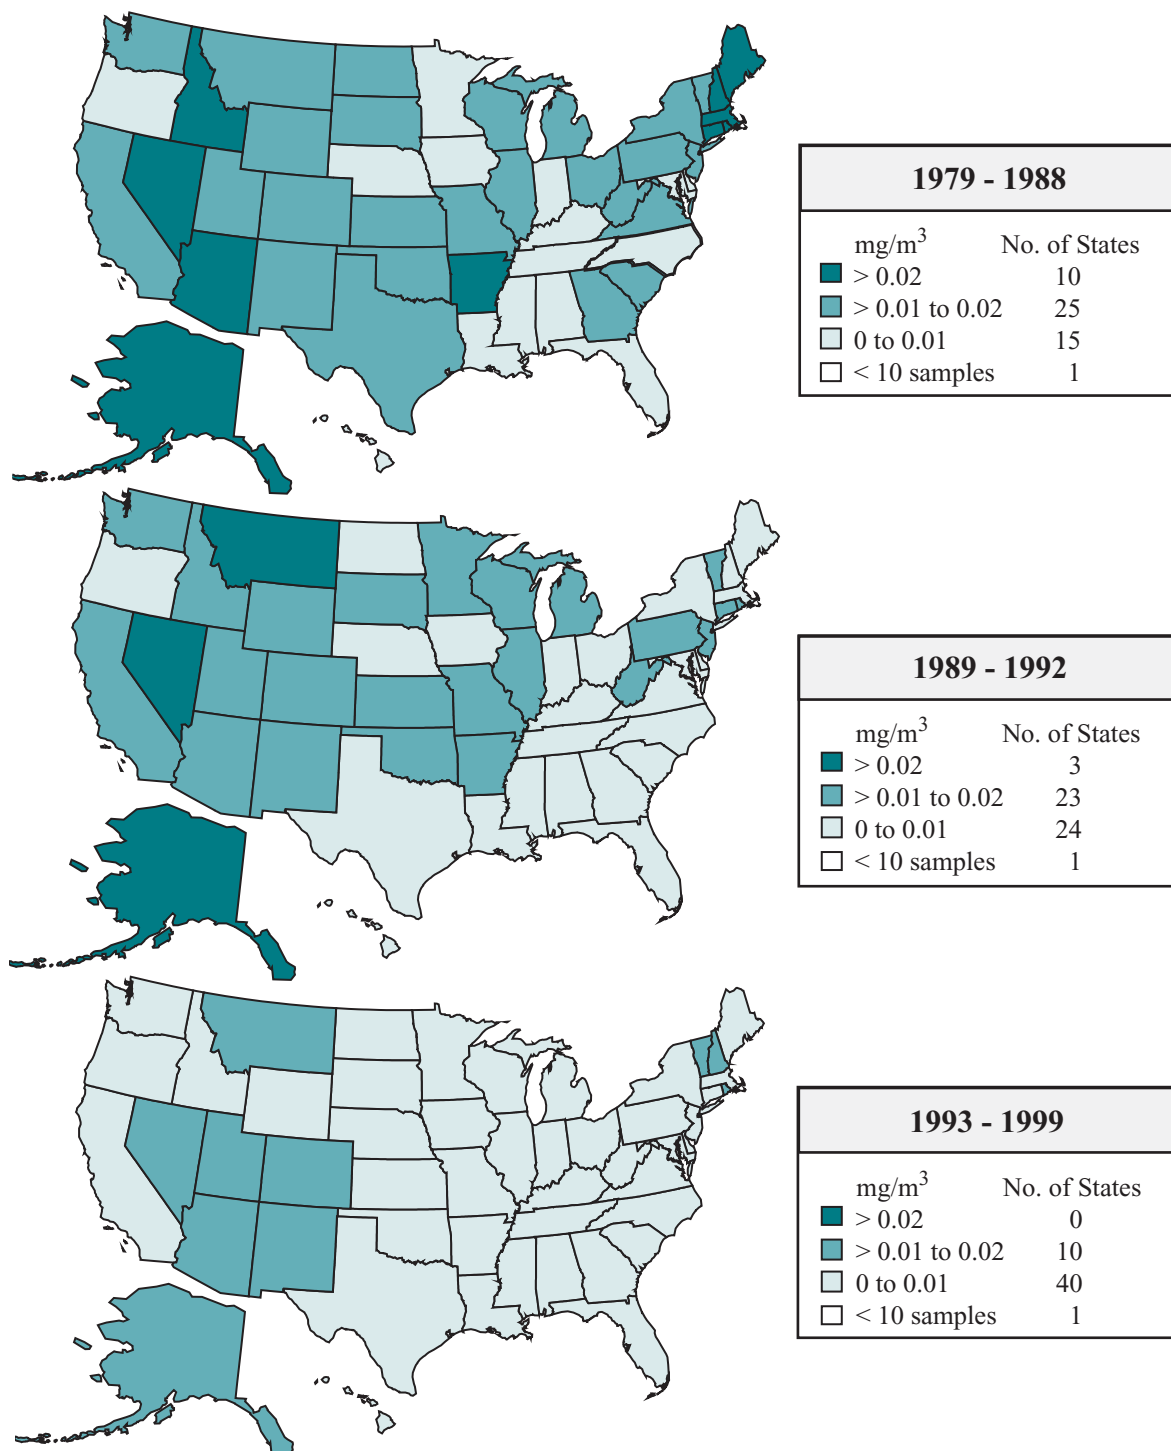 1979 - 1988
mg/m³ No. of States
> 0.02 10
> 0.01 to 0.02 25
0 to 0.01 15
< 10 samples 1
1989 - 1992
mg/m³ No. of States
> 0.02 3
> 0.01 to 0.02 23
0 to 0.01 24
< 10 samples 1
1993 - 1999
mg/m³ No. of States
> 0.02 0
> 0.01 to 0.02 10
0 to 0.01 40
< 10 samples 1